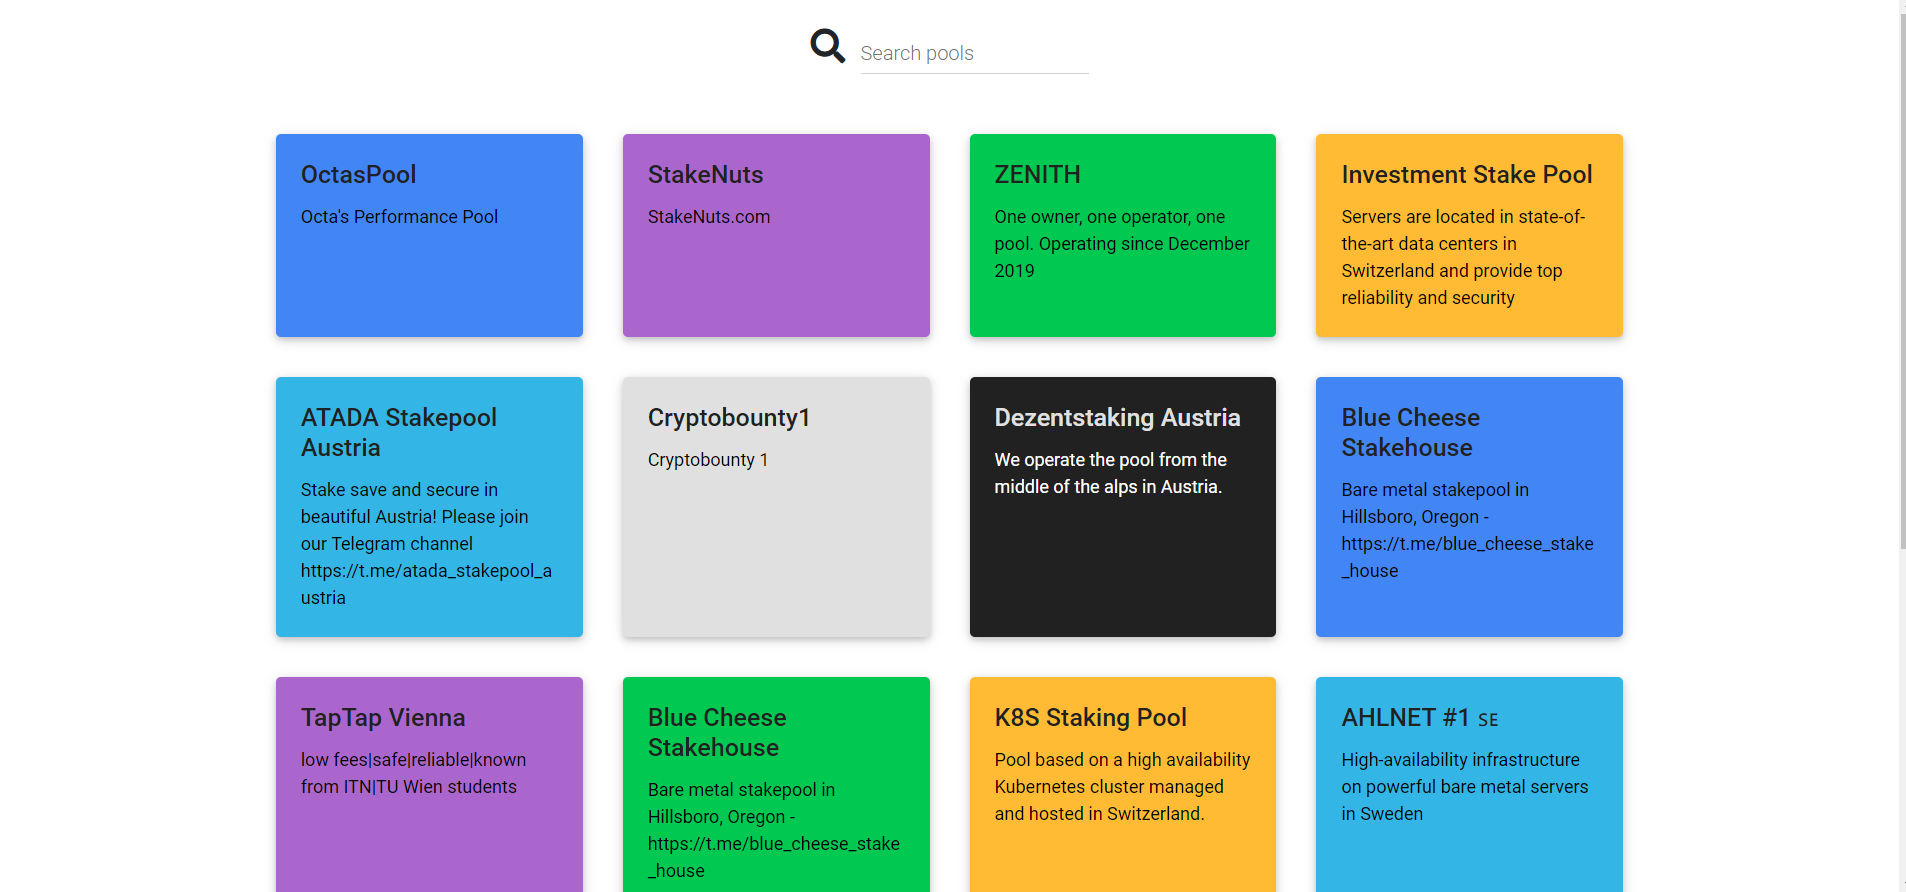 Search pools
OctasPool
Octa's Performance Pool
StakeNuts
StakeNuts.com
ZENITH
One owner, one operator, one
pool. Operating since December
2019
Investment Stake Pool
Servers are located in state-of-
the-art data centers in
Switzerland and provide top
reliability and security
ATADA Stakepool
Austria
Stake save and secure in
beautiful Austria! Please join
our Telegram channel
https://t.me/atada_stakepool_a
ustria
Cryptobounty1
Cryptobounty 1
Dezentstaking Austria
We operate the pool from the
middle of the alps in Austria.
Blue Cheese
Stakehouse
Bare metal stakepool in
Hillsboro, Oregon -
https://t.me/blue_cheese_stake
_house
TapTap Vienna
low fees|safe|reliable|known
from ITN|TU Wien students
Blue Cheese
Stakehouse
Bare metal stakepool in
Hillsboro, Oregon -
https://t.me/blue_cheese_stake
_house
K8S Staking Pool
Pool based on a high availability
Kubernetes cluster managed
and hosted in Switzerland.
AHLNET #1 SE
High-availability infrastructure
on powerful bare metal servers
in Sweden